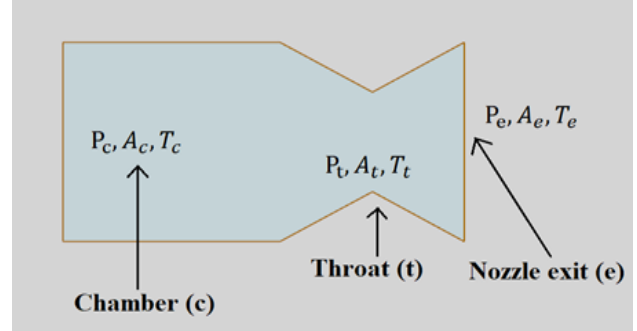 P_c, A_c, T_c
P_t, A_t, T_t
P_e, A_e, T_e
Chamber (c)
Throat (t)
Nozzle exit (e)